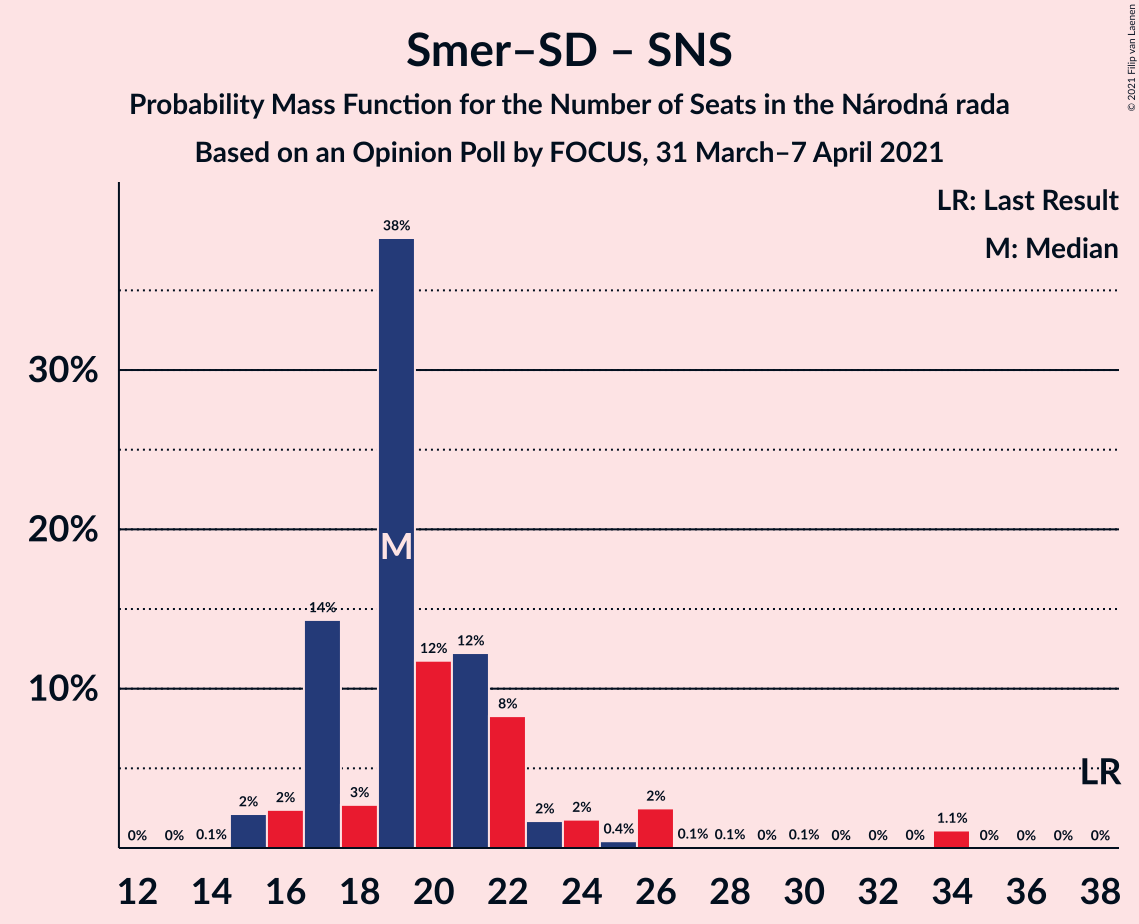 © 2021 Filip van Laenen
Smer–SD – SNS
Probability Mass Function for the Number of Seats in the Národná rada
Based on an Opinion Poll by FOCUS, 31 March–7 April 2021
LR: Last Result
M: Median
30%
20%
10%
0% 0% 0.1% 2% 2% 14% 3% 38% 12% 12% 8% 2% 2% 0.4% 2% 0.1% 0.1% 0% 0.1% 0% 0% 0% 1.1% 0% 0% 0% 0%
M
LR
12 14 16 18 20 22 24 26 28 30 32 34 36 38